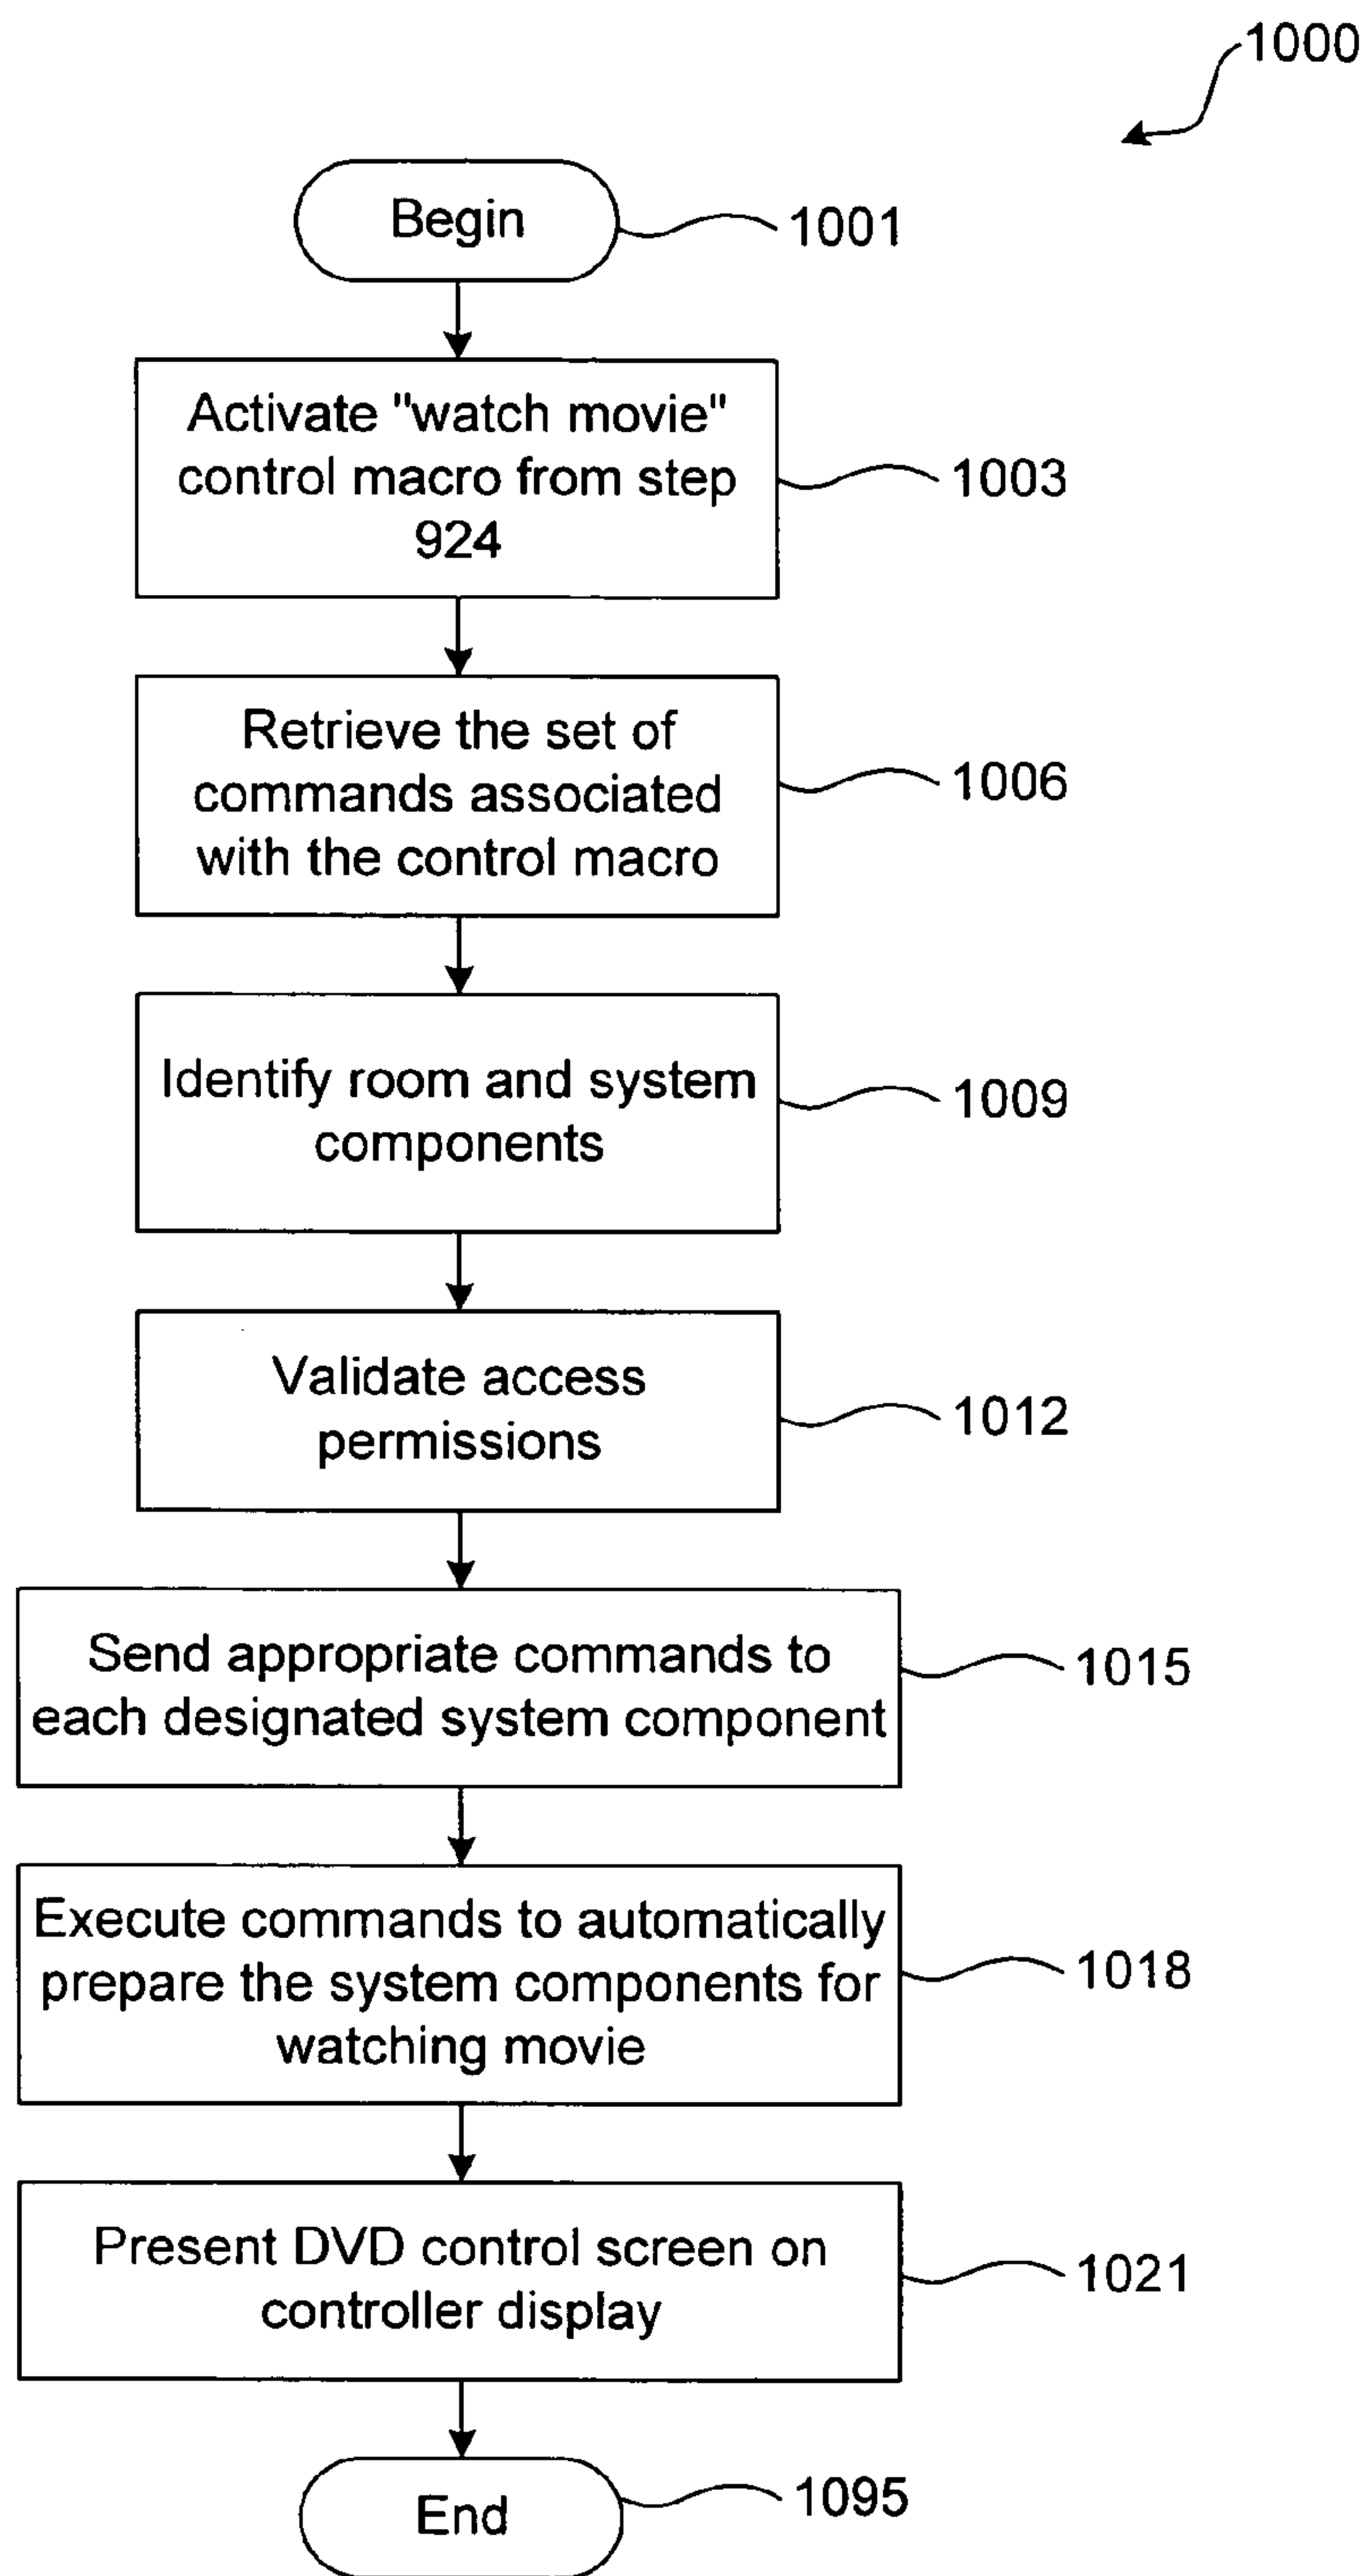 1000
Begin
1001
Activate "watch movie"
control macro from step
924
1003
Retrieve the set of
commands associated
with the control macro
1006
Identify room and system
components
1009
Validate access
permissions
1012
Send appropriate commands to
each designated system component
1015
Execute commands to automatically
prepare the system components for
watching movie
1018
Present DVD control screen on
controller display
1021
End
1095